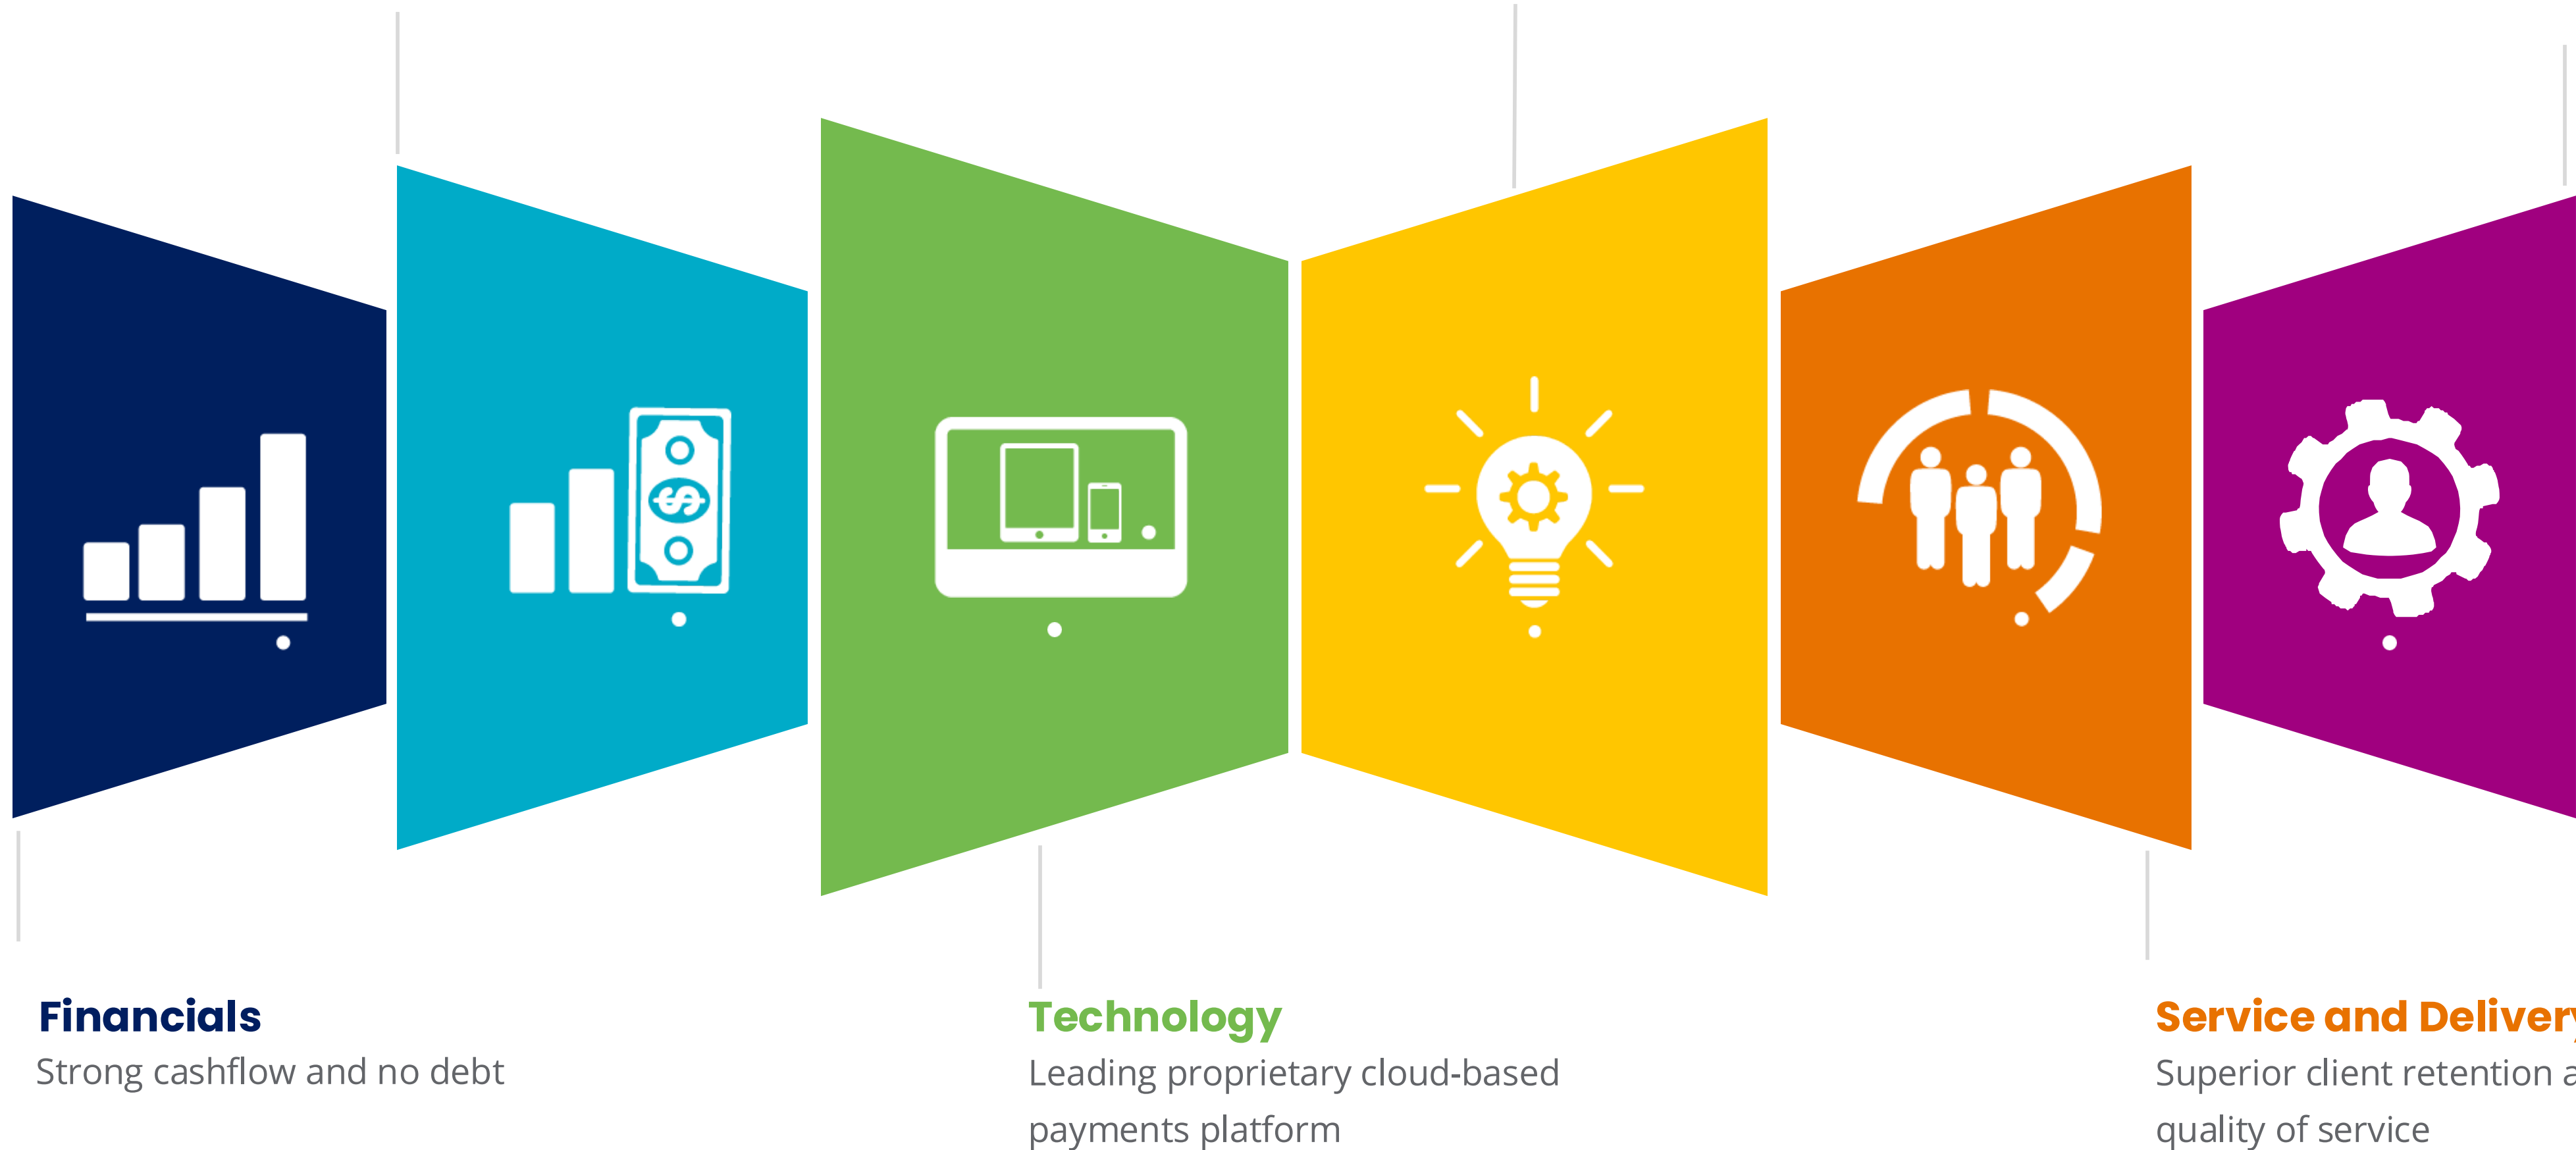 Financials
Strong cashflow and no debt
Technology
Leading proprietary cloud-based
payments platform
Service and Delivery
Superior client retention
quality of service